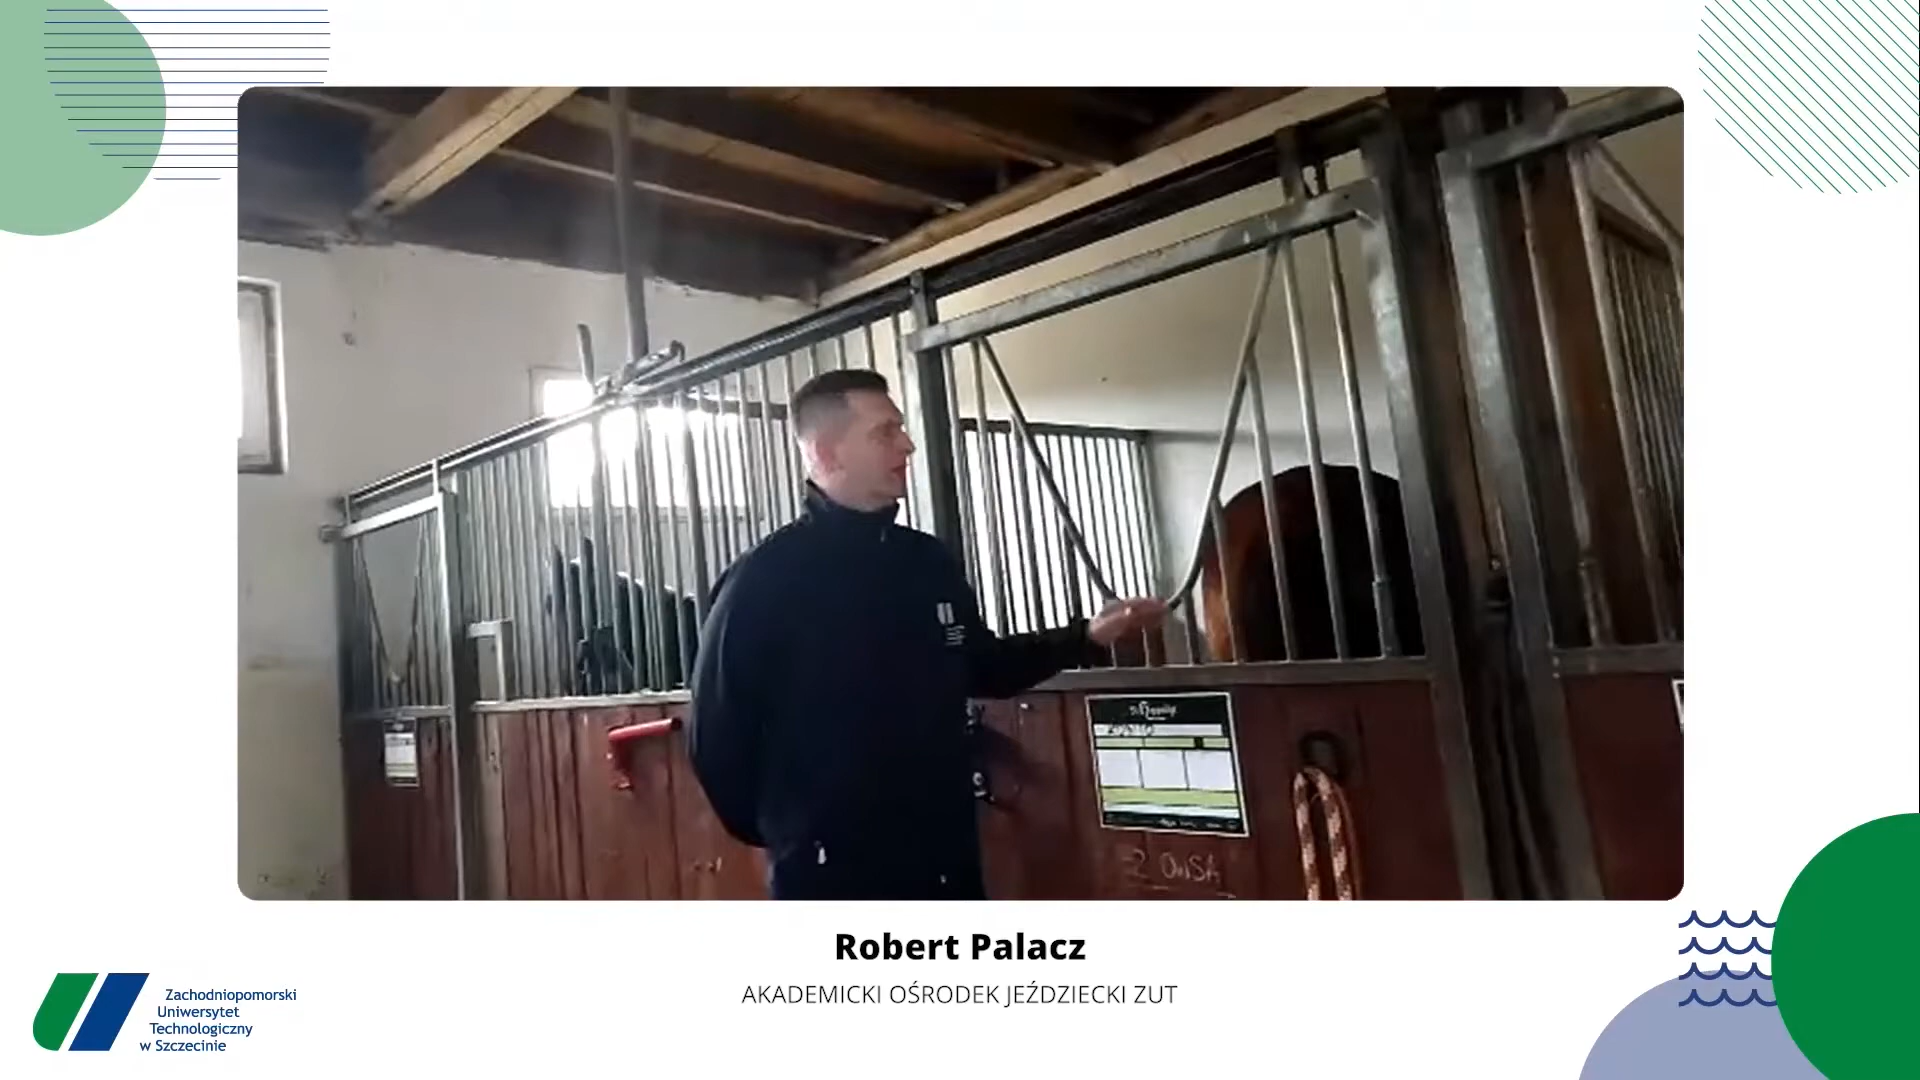 Robert Palacz
AKADEMICKI OŚRODEK JEŹDZIECKI ZUT
Zachodniopomorski
Uniwersytet
Technologiczny
w Szczecinie